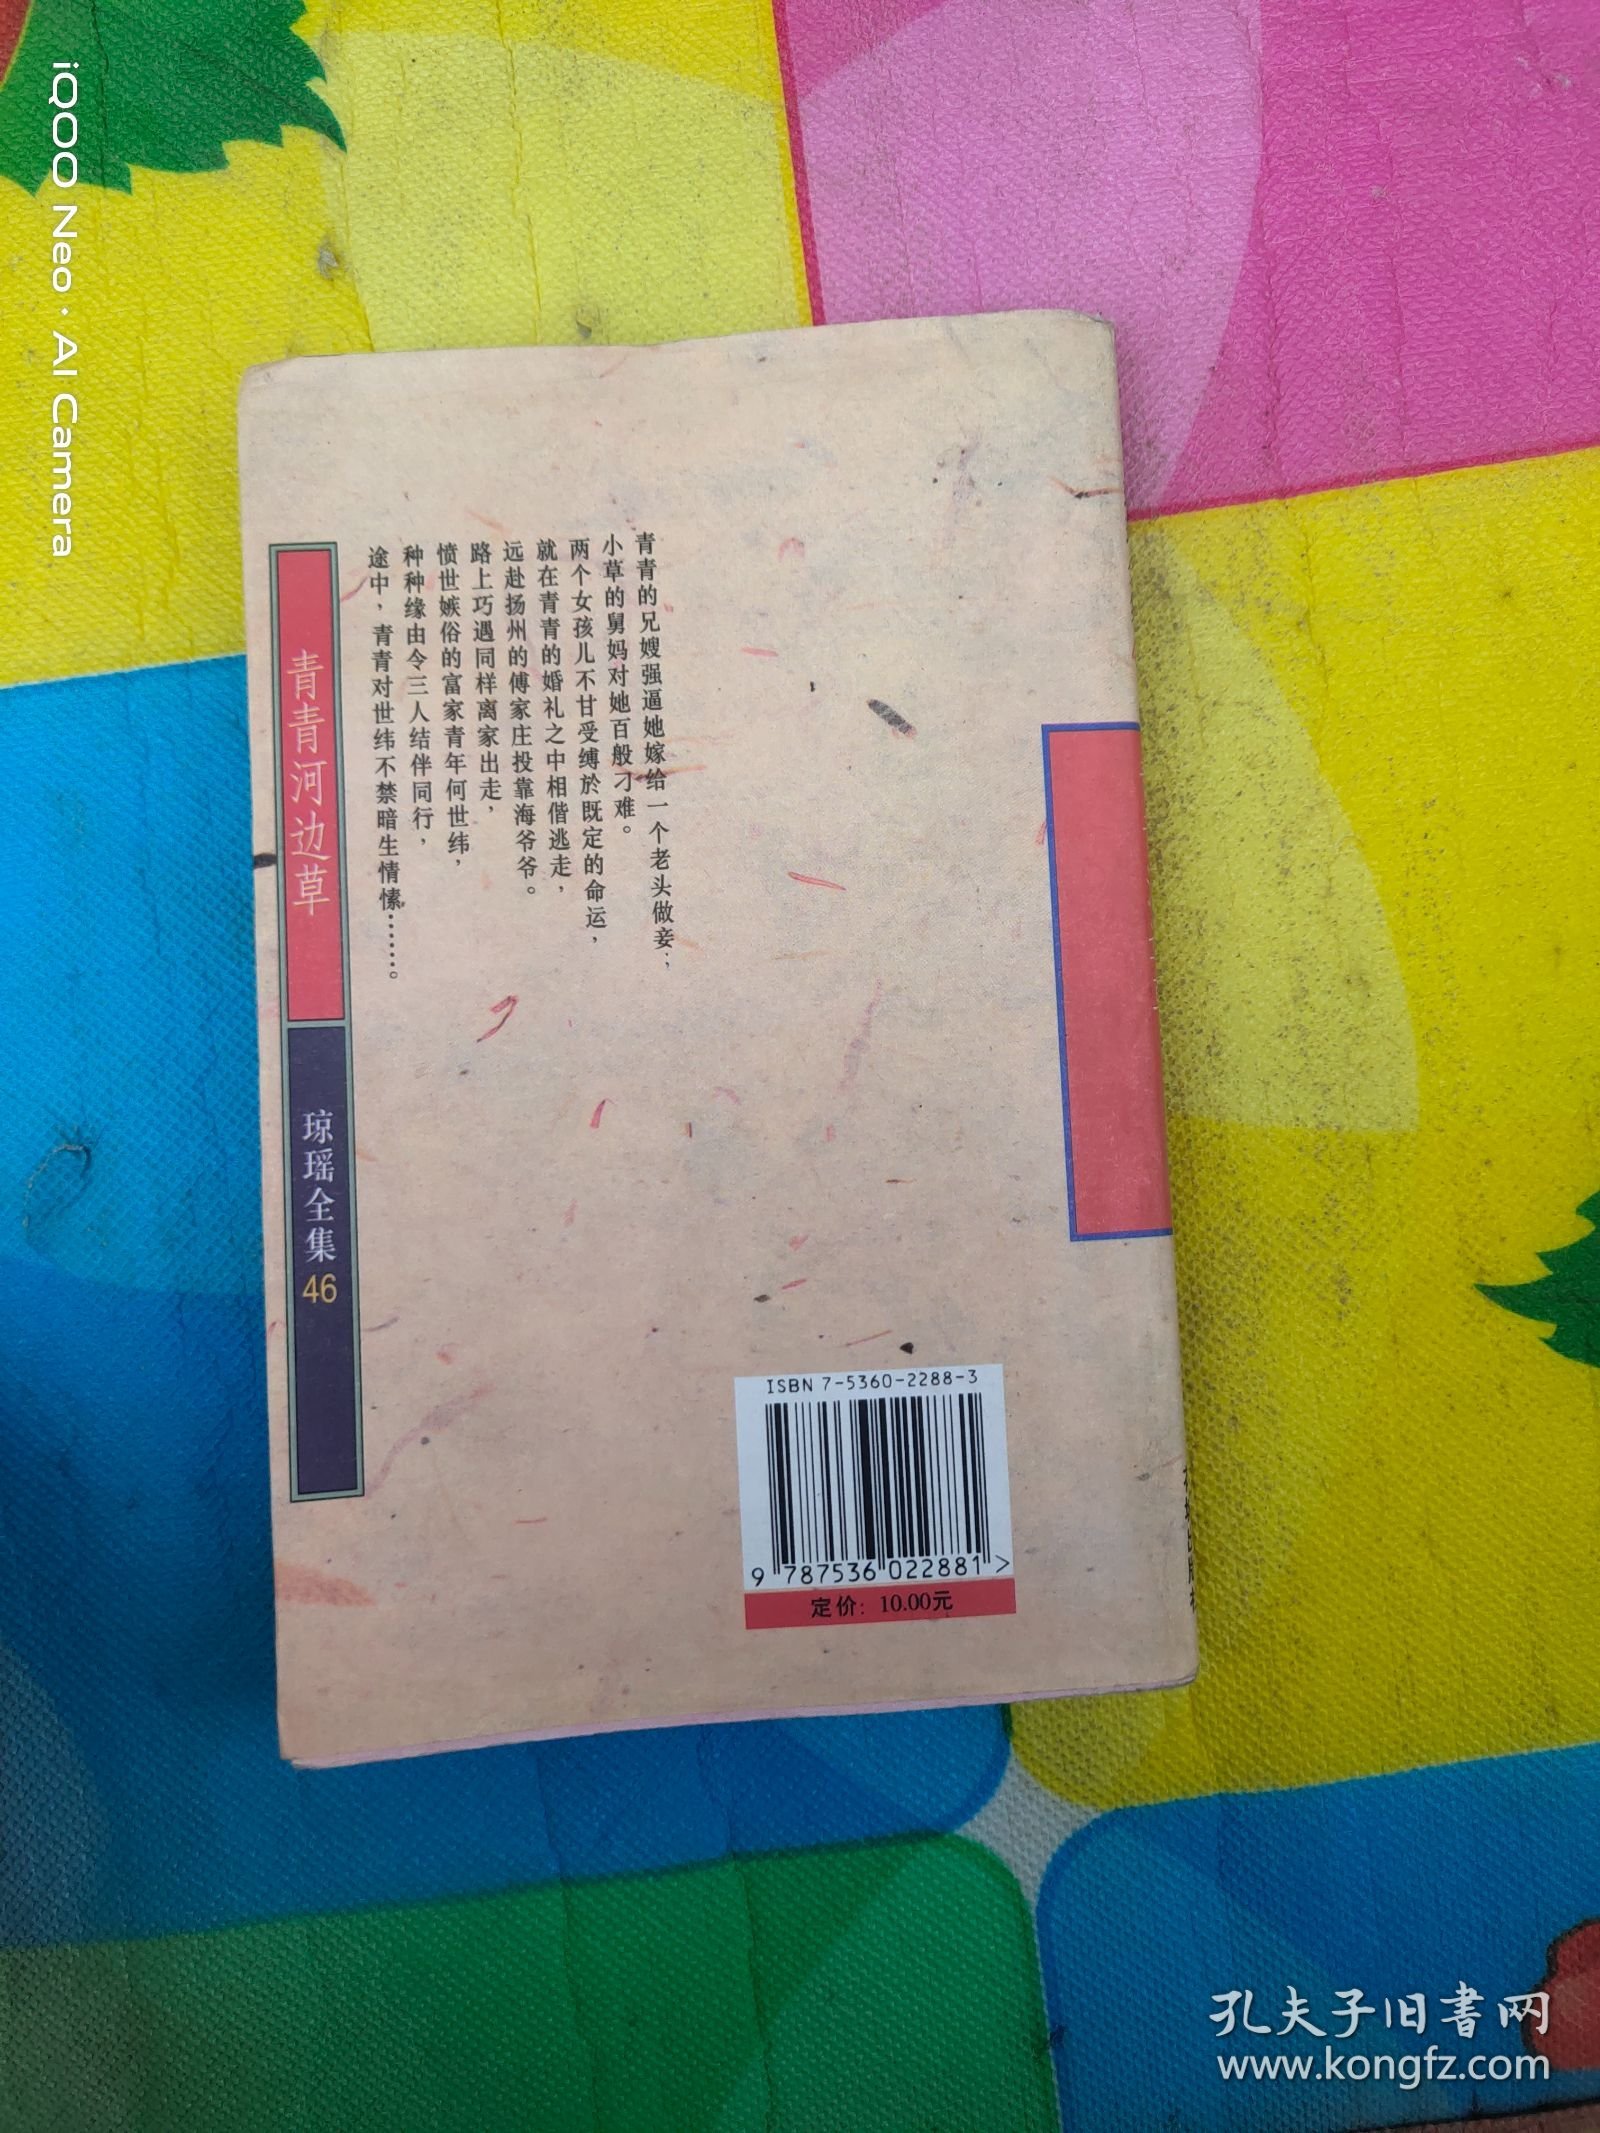 iQOO Neo · AI Camera
青青的兄嫂强逼她嫁给一个老头做妾；
小草的舅妈对她百般刁难。
两个女孩儿不甘受缚於既定的命运，
就在青青的婚礼之中相偕逃走，
远赴扬州的傅家庄投靠海爷爷。
路上巧遇同样离家出走，
愤世嫉俗的富家青年何世纬，
种种缘由令三人结伴同行，
途中，青青对世纬不禁暗生情愫……。
青青河边草
琼瑶全集46
ISBN 7-5360-2288-3
9 787536 022881 >
定价：10.00元
孔夫子旧书网
www.kongfz.com